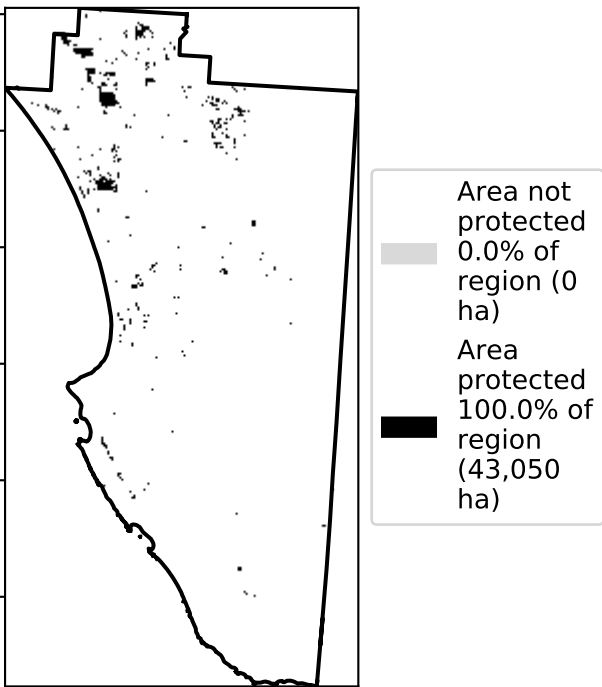 Area not
protected
0.0% of
region (0
ha)
Area
protected
100.0% of
region
(43,050
ha)